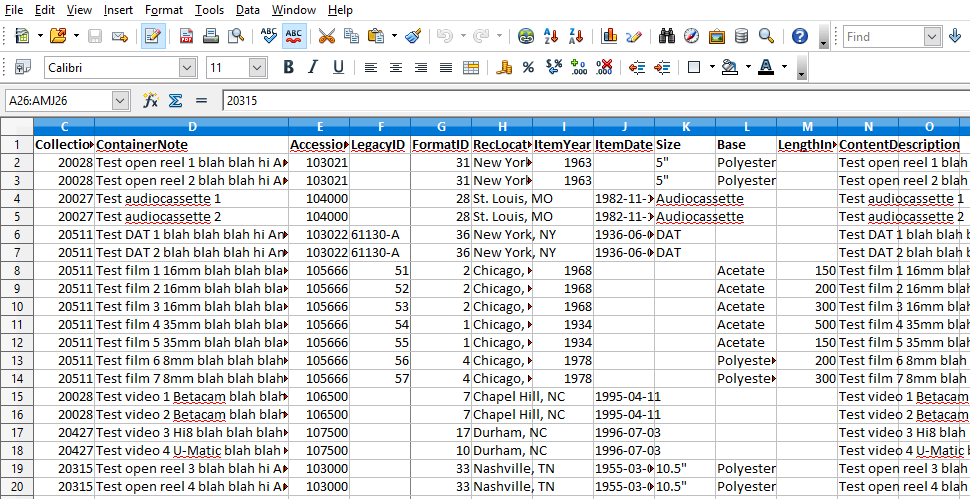 File Edit View Insert Format Tools Data Window Help
ABC ABC Find
Calibri 11 B I U A
A26:AMJ26 20315
C D E F G H I J K L M N O
1 Collection ContainerNote Accessio LegacyID FormatID RecLocat ItemYear ItemDate Size Base LengthIn ContentDescription
2 20028 Test open reel 1 blah blah hi A 103021 31 New York 1963 5" Polyester Test open reel 1 blah
3 20028 Test open reel 2 blah blah hi A 103021 31 New York 1963 5" Polyester Test open reel 2 blah
4 20027 Test audiocassette 1 104000 28 St. Louis, MO 1982-11- Audiocassette Test audiocassette 1
5 20027 Test audiocassette 2 104000 28 St. Louis, MO 1982-11- Audiocassette Test audiocassette 2
6 20511 Test DAT 1 blah blah blah hi An 103022 61130-A 36 New York, NY 1936-06-0 DAT Test DAT 1 blah blah b
7 20511 Test DAT 2 blah blah blah hi An 103022 61130-A 36 New York, NY 1936-06-0 DAT Test DAT 2 blah blah b
8 20511 Test film 1 16mm blah blah bla 105666 51 2 Chicago, 1968 Acetate 150 Test film 1 16mm blah
9 20511 Test film 2 16mm blah blah bla 105666 52 2 Chicago, 1968 Acetate 200 Test film 2 16mm blah
10 20511 Test film 3 16mm blah blah bla 105666 53 2 Chicago, 1968 Acetate 300 Test film 3 16mm blah
11 20511 Test film 4 35mm blah blah bla 105666 54 1 Chicago, 1934 Acetate 500 Test film 4 35mm blah
12 20511 Test film 5 35mm blah blah bla 105666 55 1 Chicago, 1934 Acetate 150 Test film 5 35mm blah
13 20511 Test film 6 8mm blah blah blah 105666 56 4 Chicago, 1978 Polyeste 200 Test film 6 8mm blah
14 20511 Test film 7 8mm blah blah blah 105666 57 4 Chicago, 1978 Polyeste 300 Test film 7 8mm blah
15 20028 Test video 1 Betacam blah blah 106500 7 Chapel Hill, NC 1995-04-11 Test video 1 Betacam
16 20028 Test video 2 Betacam blah blah 106500 7 Chapel Hill, NC 1995-04-11 Test video 2 Betacam
17 20427 Test video 3 Hi8 blah blah blah 107500 17 Durham, NC 1996-07-03 Test video 3 Hi8 blah
18 20427 Test video 4 U-Matic blah blah 107500 10 Durham, NC 1996-07-03 Test video 4 U-Matic b
19 20315 Test open reel 3 blah blah hi A 103000 33 Nashville, TN 1955-03-0 10.5" Polyester Test open reel 3 blah
20 20315 Test open reel 4 blah blah hi A 103000 33 Nashville, TN 1955-03-0 10.5" Polyester Test open reel 4 blah